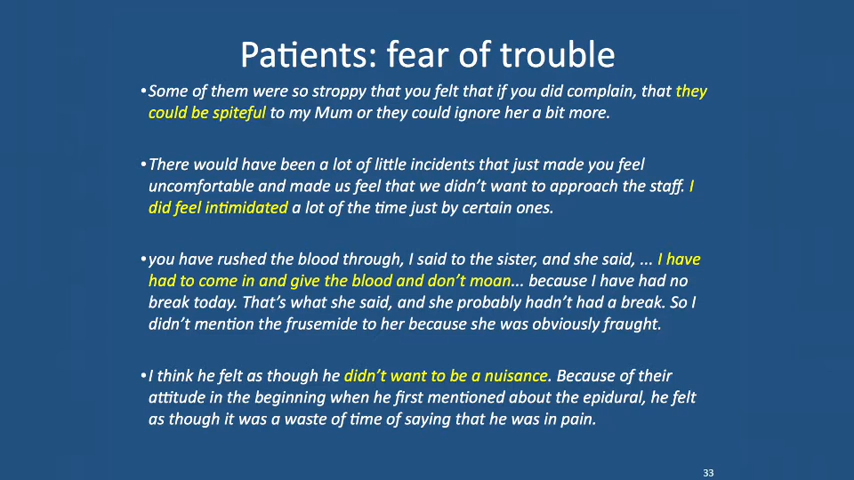 Patients: fear of trouble
•Some of them were so stroppy that you felt that if you did complain, that they
could be spiteful to my Mum or they could ignore her a bit more.
•There would have been a lot of little incidents that just made you feel
uncomfortable and made us feel that we didn't want to approach the staff. I
did feel intimidated a lot of the time just by certain ones.
•you have rushed the blood through, I said to the sister, and she said, ... I have
had to come in and give the blood and don't moan... because I have had no
break today. That's what she said, and she probably hadn't had a break. So I
didn't mention the frusemide to her because she was obviously fraught.
•I think he felt as though he didn't want to be a nuisance. Because of their
attitude in the beginning when he first mentioned about the epidural, he felt
as though it was a waste of time of saying that he was in pain.
33